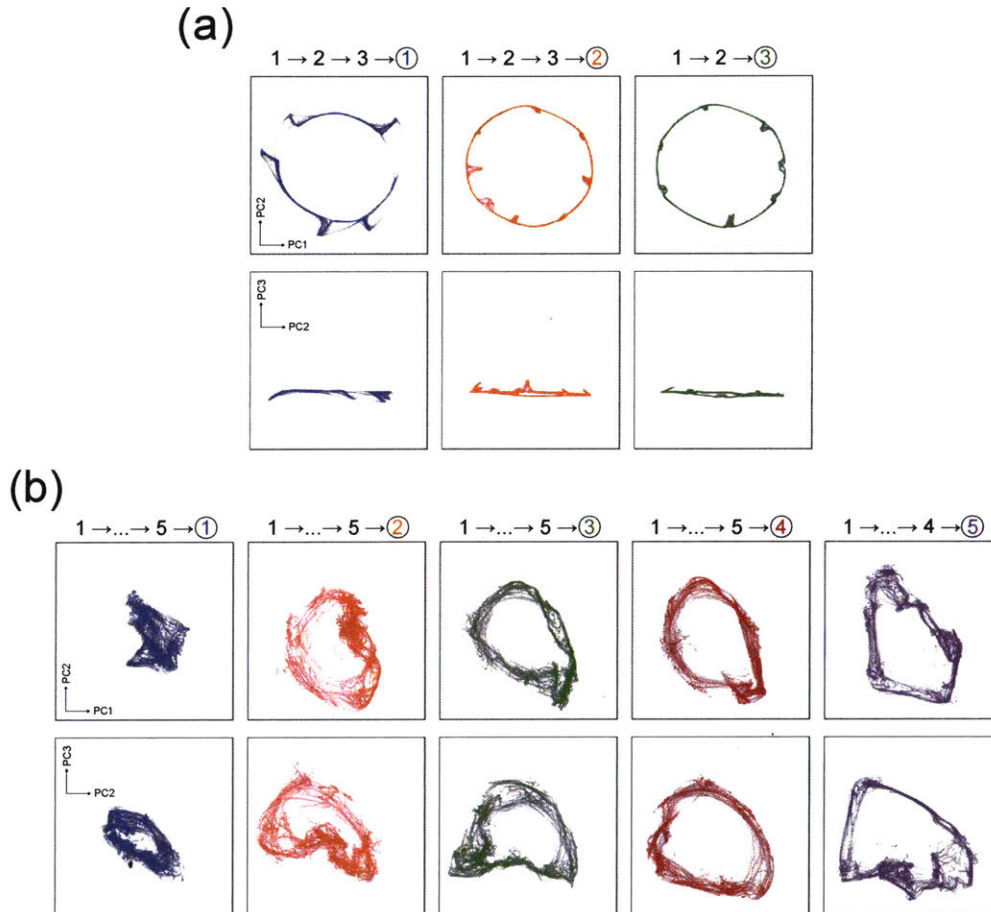 (a)
1 → 2 → 3 → ①
1 → 2 → 3 → ②
1 → 2 → ③
PC2
PC1
PC3
PC2
(b)
1 →...→ 5 → ①
1 →...→ 5 → ②
1 →...→ 5 → ③
1 →...→ 5 → ④
1 →...→ 4 → ⑤
PC2
PC1
PC3
PC2